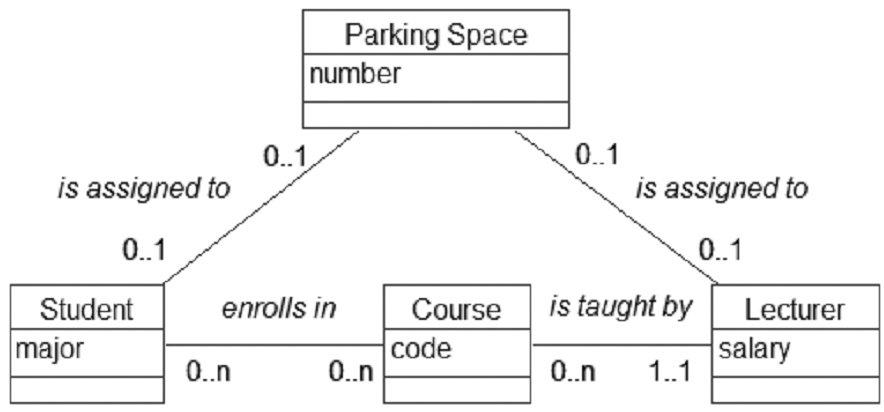 Parking Space
number
0..1
0..1
is assigned to
is assigned to
0..1
0..1
Student
enrolls in
Course
is taught by
Lecturer
major
code
salary
0..n
0..n
0..n
1..1